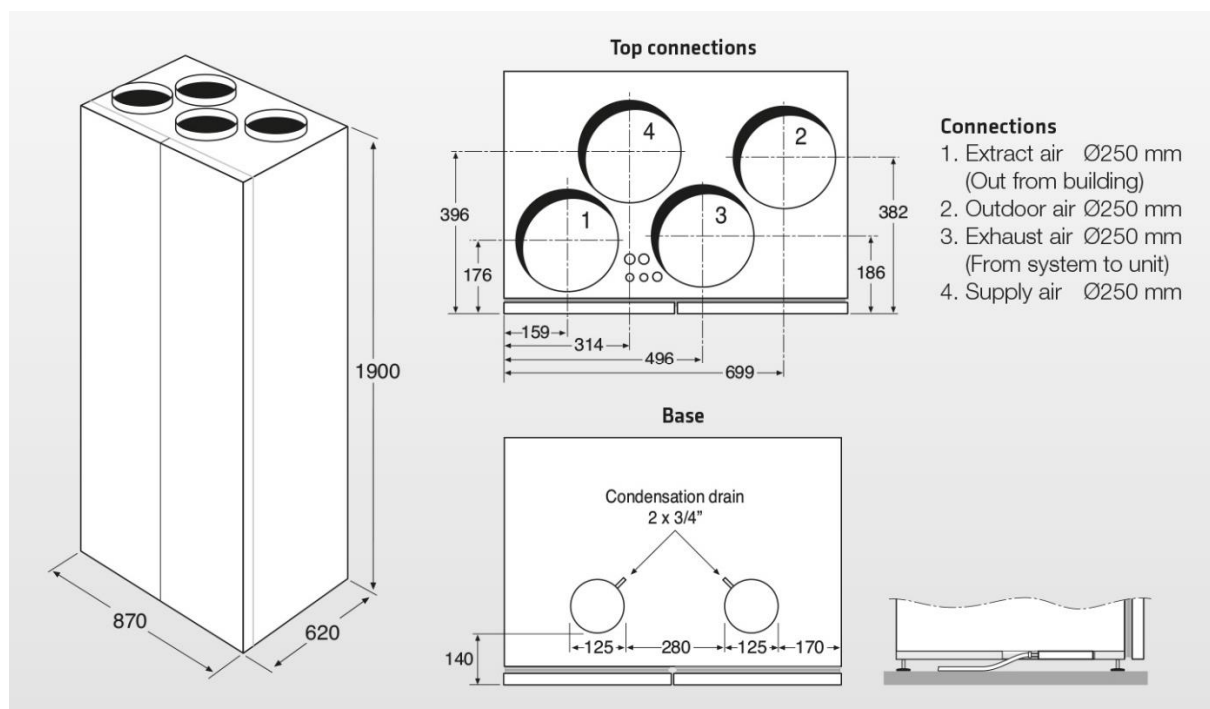 1900
870
620
Top connections
4
2
1
3
396
176
382
186
159
314
496
699
Connections
1. Extract air Ø250 mm
(Out from building)
2. Outdoor air Ø250 mm
3. Exhaust air Ø250 mm
(From system to unit)
4. Supply air Ø250 mm
Base
Condensation drain
2 x 3/4”
125
280
125
170
140